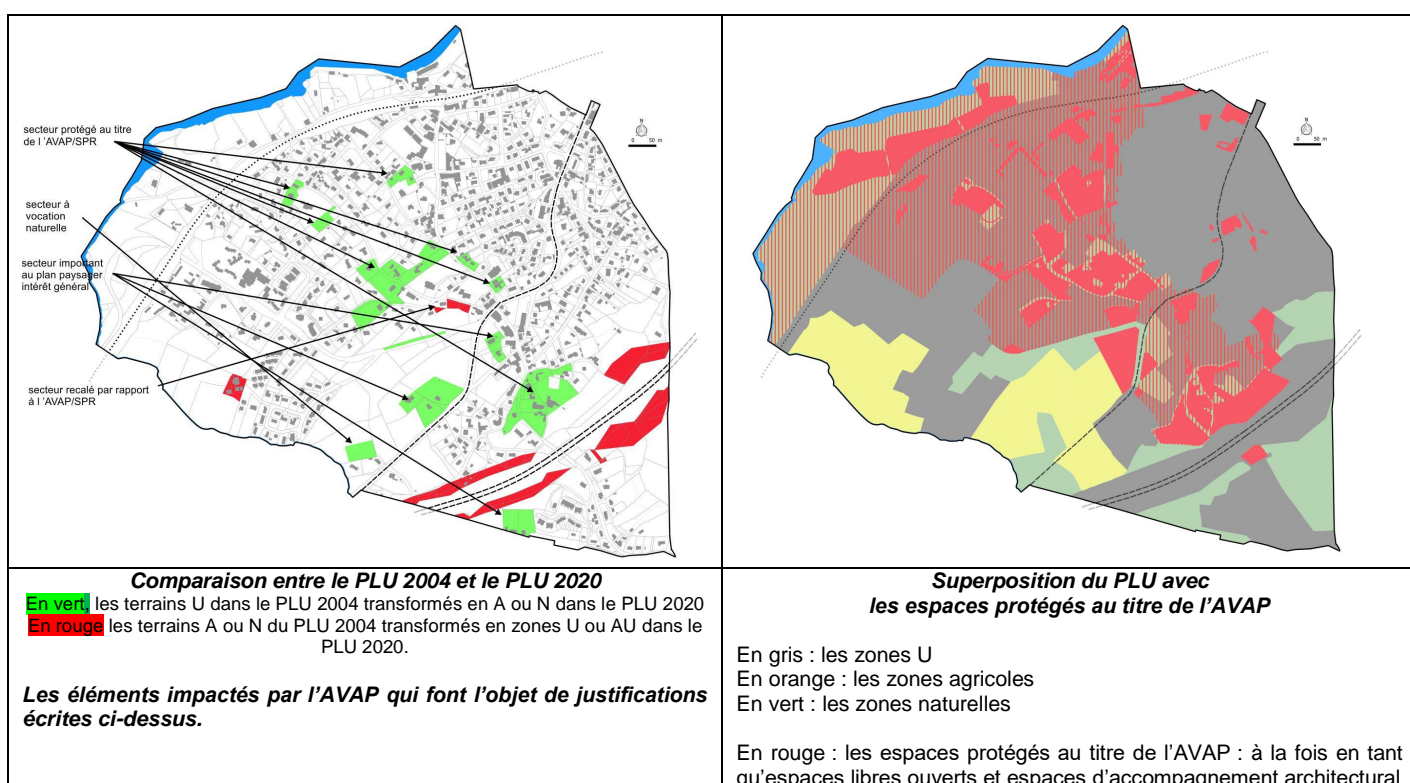 secteur protégé au titre
de l 'AVAP/SPR
secteur à
vocation
naturelle
secteur important
au plan paysager
intérêt général
secteur recalé par rapport
à l 'AVAP/SPR
N
0 50 m
N
0 50 m
Comparaison entre le PLU 2004 et le PLU 2020
En vert, les terrains U dans le PLU 2004 transformés en A ou N dans le PLU 2020
En rouge les terrains A ou N du PLU 2004 transformés en zones U ou AU dans le
PLU 2020.
Les éléments impactés par l'AVAP qui font l'objet de justifications
écrites ci-dessus.
Superposition du PLU avec
les espaces protégés au titre de l'AVAP
En gris : les zones U
En orange : les zones agricoles
En vert : les zones naturelles
En rouge : les espaces protégés au titre de l'AVAP : à la fois en tant
qu'espaces libres ouverts et espaces d'accompagnement architectural